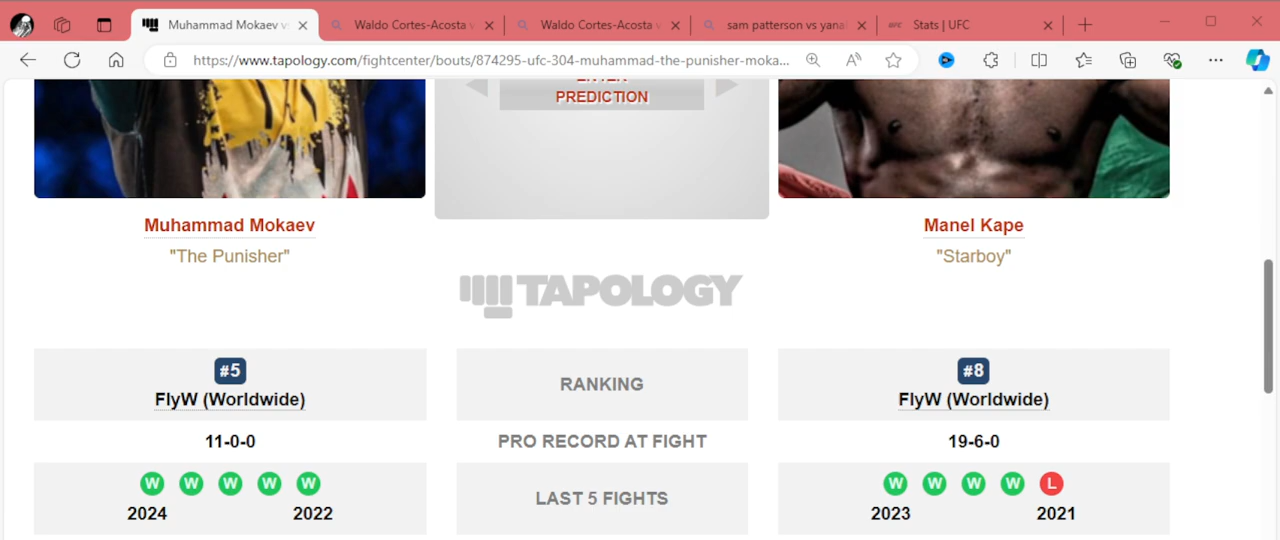 Muhammad Mokaev v
Waldo Cortes-Acosta v
Waldo Cortes-Acosta v
sam patterson vs yana
Stats | UFC
https://www.tapology.com/fightcenter/bouts/874295-ufc-304-muhammad-the-punisher-moka...
PREDICTION
Muhammad Mokaev
Manel Kape
"The Punisher"
"Starboy"
TAPOLOGY
#5
RANKING
#8
FlyW (Worldwide)
FlyW (Worldwide)
11-0-0
PRO RECORD AT FIGHT
19-6-0
W W W W W
LAST 5 FIGHTS
W W W W L
2024
2022
2023
2021